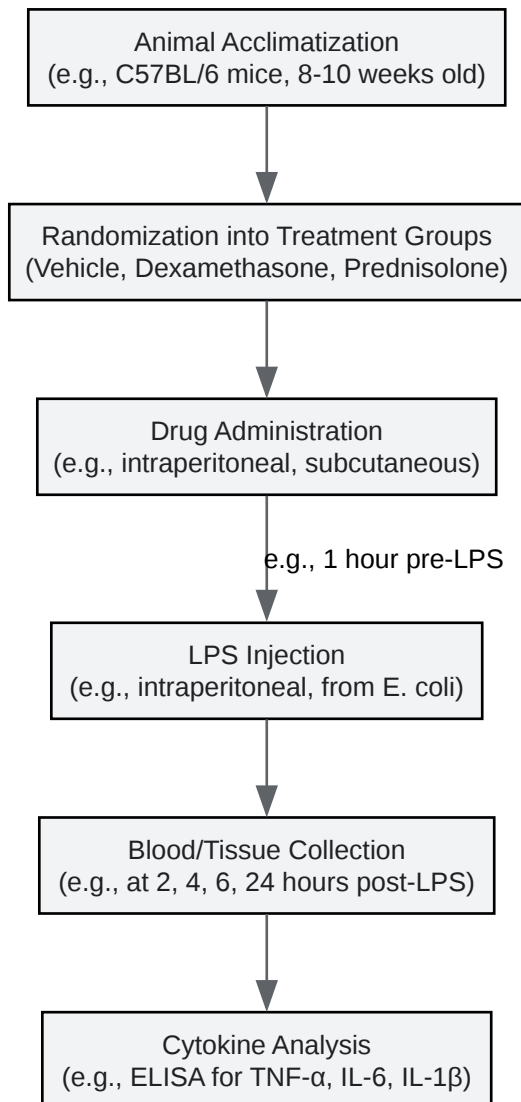 Animal Acclimatization
(e.g., C57BL/6 mice, 8-10 weeks old)
Randomization into Treatment Groups
(Vehicle, Dexamethasone, Prednisolone)
Drug Administration
(e.g., intraperitoneal, subcutaneous)
e.g., 1 hour pre-LPS
LPS Injection
(e.g., intraperitoneal, from E. coli)
Blood/Tissue Collection
(e.g., at 2, 4, 6, 24 hours post-LPS)
Cytokine Analysis
(e.g., ELISA for TNF-α, IL-6, IL-1β)